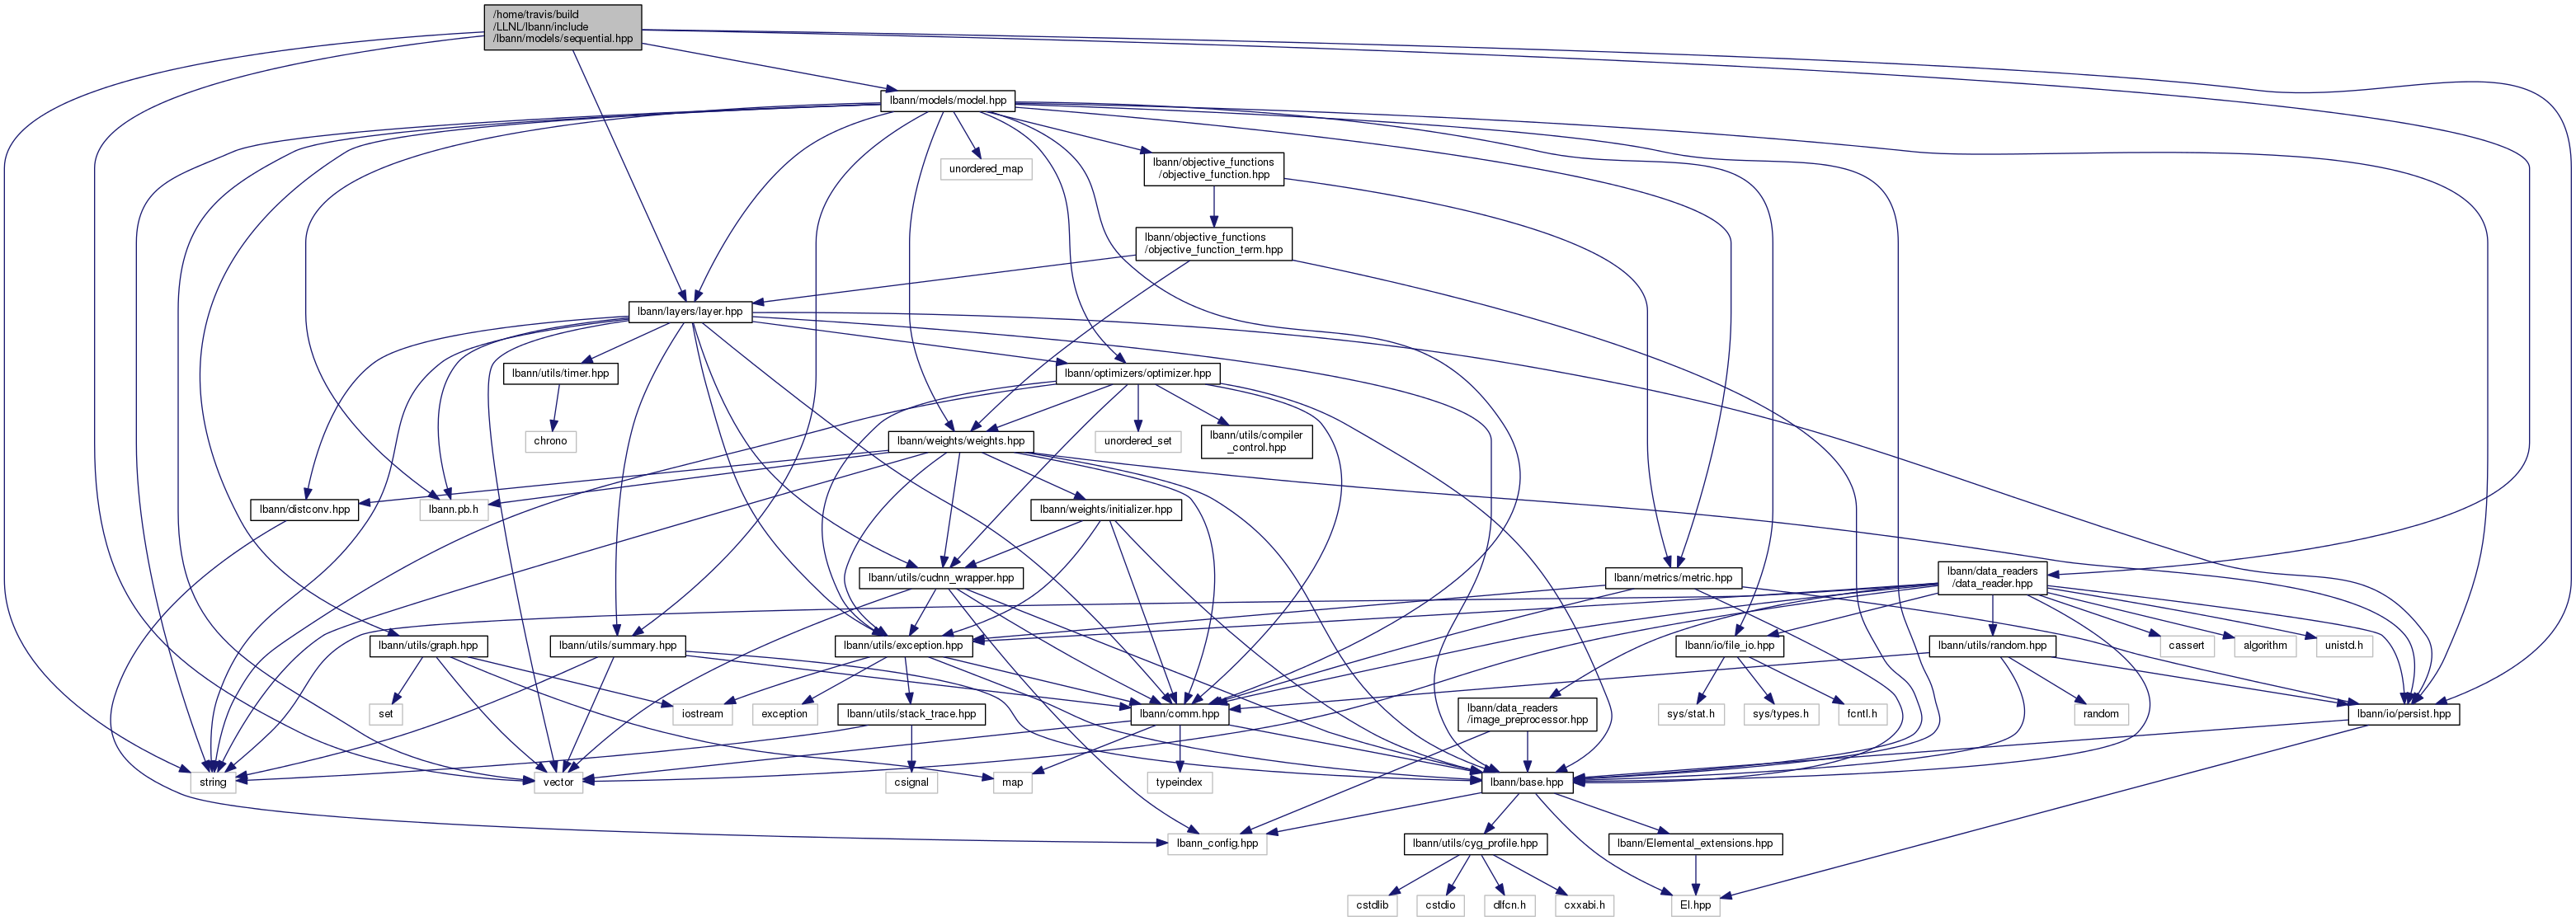 /home/travis/build
/LLNL/lbann/include
/lbann/models/sequential.hpp
lbann/models/model.hpp
unordered_map
lbann/objective_functions
/objective_function.hpp
lbann/objective_functions
/objective_function_term.hpp
lbann/layers/layer.hpp
lbann/utils/timer.hpp
lbann/optimizers/optimizer.hpp
chrono
lbann/weights/weights.hpp
unordered_set
lbann/utils/compiler
_control.hpp
lbann/distconv.hpp
lbann.pb.h
lbann/weights/initializer.hpp
lbann/utils/cudnn_wrapper.hpp
lbann/metrics/metric.hpp
lbann/data_readers
/data_reader.hpp
lbann/utils/graph.hpp
lbann/utils/summary.hpp
lbann/utils/exception.hpp
lbann/io/file_io.hpp
lbann/utils/random.hpp
cassert
algorithm
unistd.h
set
iostream
exception
lbann/utils/stack_trace.hpp
lbann/comm.hpp
lbann/data_readers
/image_preprocessor.hpp
sys/stat.h
sys/types.h
fcntl.h
random
lbann/io/persist.hpp
string
vector
csignal
map
typeindex
lbann/base.hpp
lbann_config.hpp
lbann/utils/cyg_profile.hpp
lbann/Elemental_extensions.hpp
cstdlib
cstdio
dlfcn.h
cxxabi.h
El.hpp